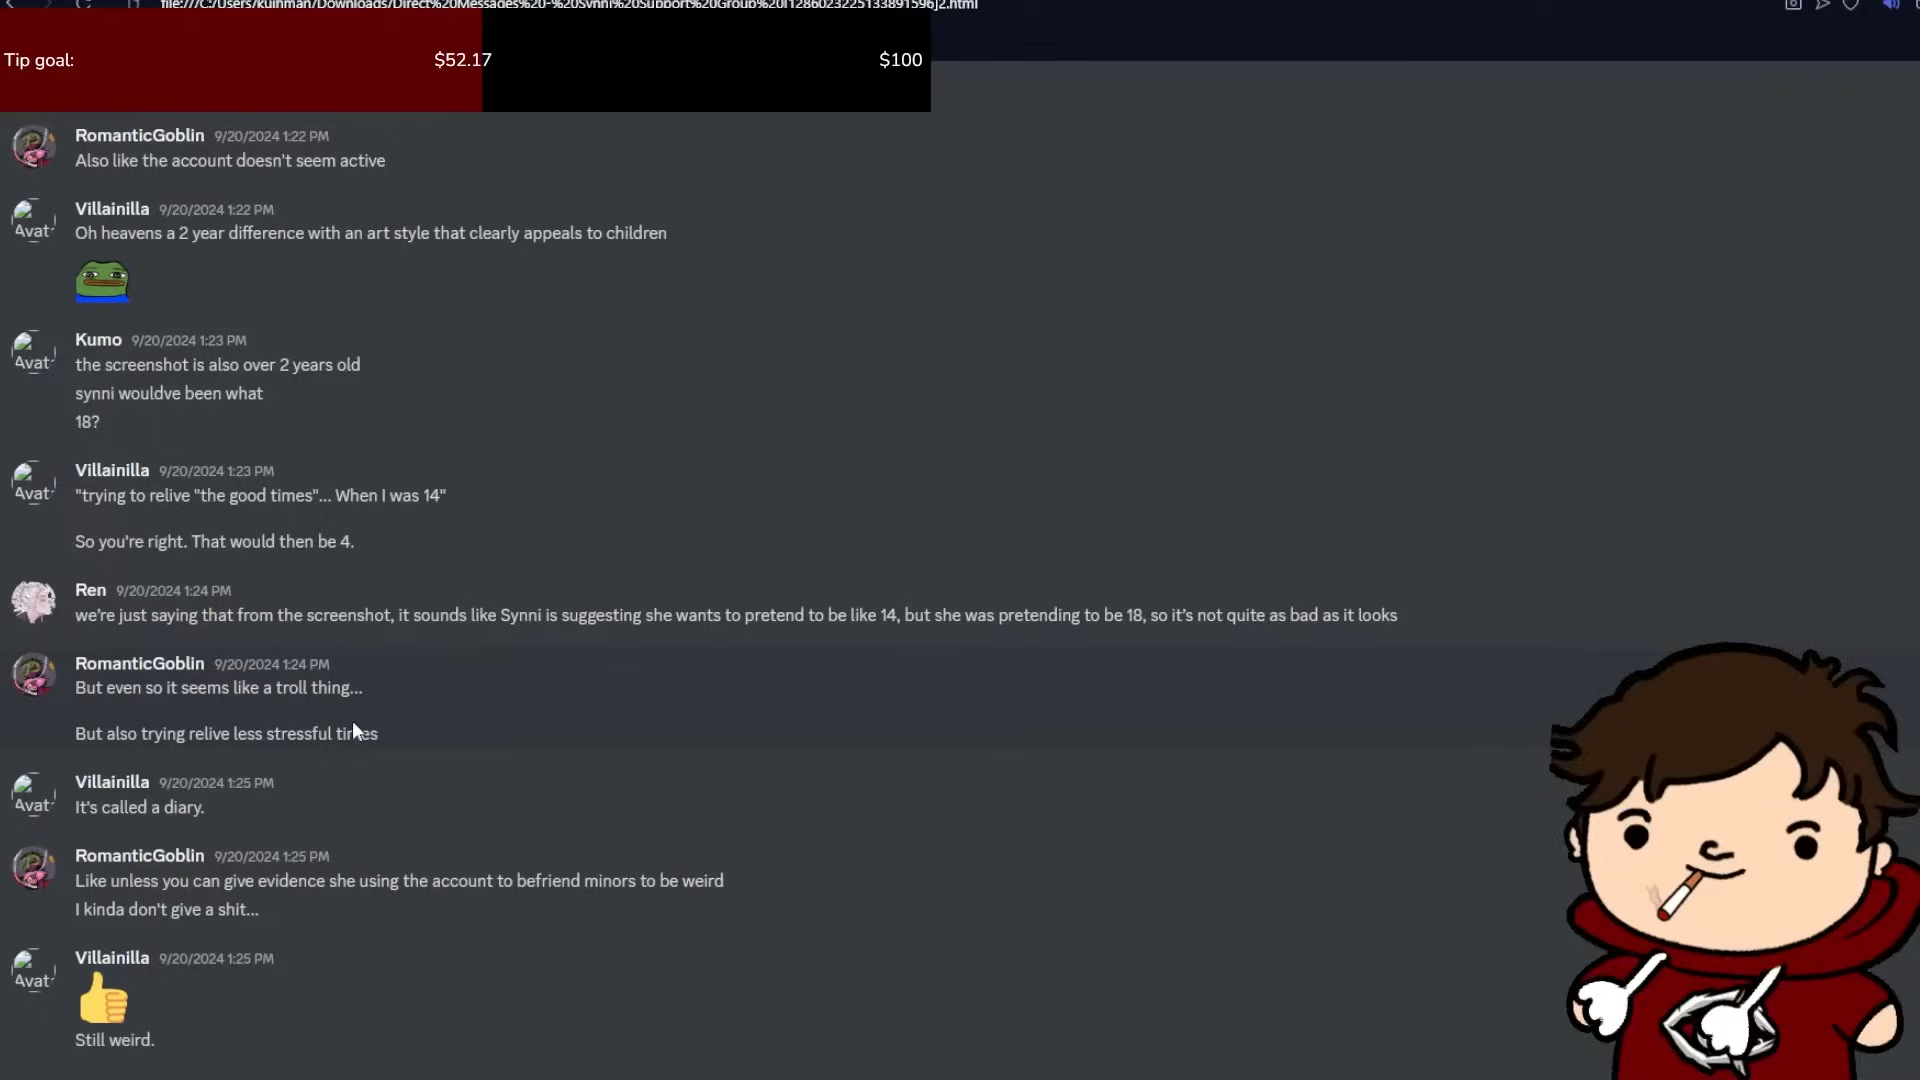 file:///C:/Users/kuinman/Downloads/Direct%20Messages%20-%20Synni%20Support%20Group%20[1286023225133891596]2.html
Tip goal: $52.17 $100
RomanticGoblin 9/20/2024 1:22 PM
Also like the account doesn't seem active
Villainilla 9/20/2024 1:22 PM
Avat
Oh heavens a 2 year difference with an art style that clearly appeals to children
Kumo 9/20/2024 1:23 PM
Avat
the screenshot is also over 2 years old
synni wouldve been what
18?
Villainilla 9/20/2024 1:23 PM
Avat
"trying to relive "the good times"... When I was 14"
So you're right. That would then be 4.
Ren 9/20/2024 1:24 PM
we're just saying that from the screenshot, it sounds like Synni is suggesting she wants to pretend to be like 14, but she was pretending to be 18, so it's not quite as bad as it looks
RomanticGoblin 9/20/2024 1:24 PM
But even so it seems like a troll thing...
But also trying relive less stressful times
Villainilla 9/20/2024 1:25 PM
Avat
It's called a diary.
RomanticGoblin 9/20/2024 1:25 PM
Like unless you can give evidence she using the account to befriend minors to be weird
I kinda don't give a shit...
Villainilla 9/20/2024 1:25 PM
Avat
Still weird.